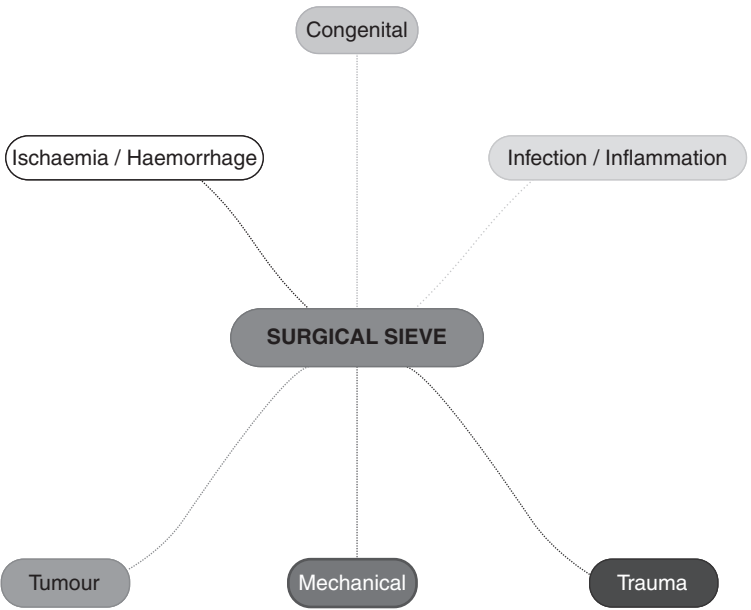 Congenital
Ischaemia / Haemorrhage
Infection / Inflammation
SURGICAL SIEVE
Tumour
Mechanical
Trauma